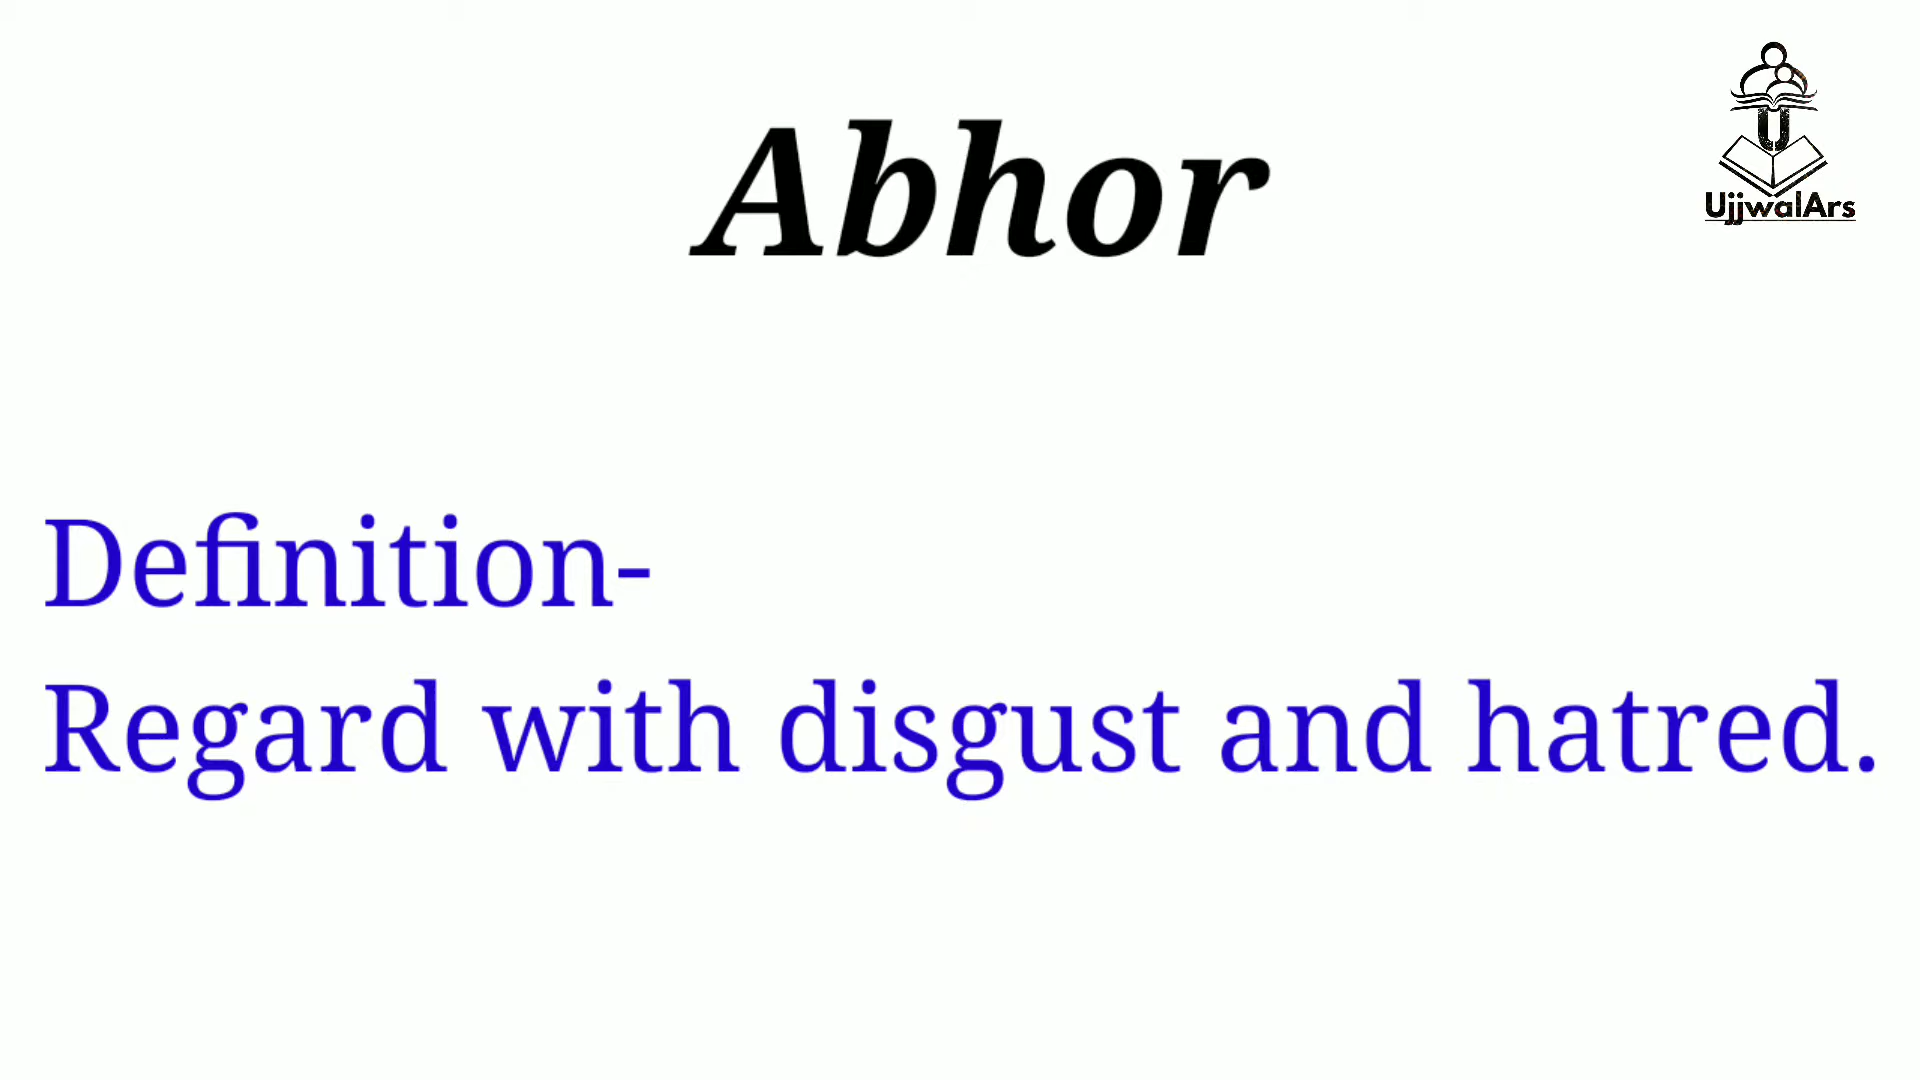 Abhor
U
UjjwalArs
Definition-
Regard with disgust and hatred.